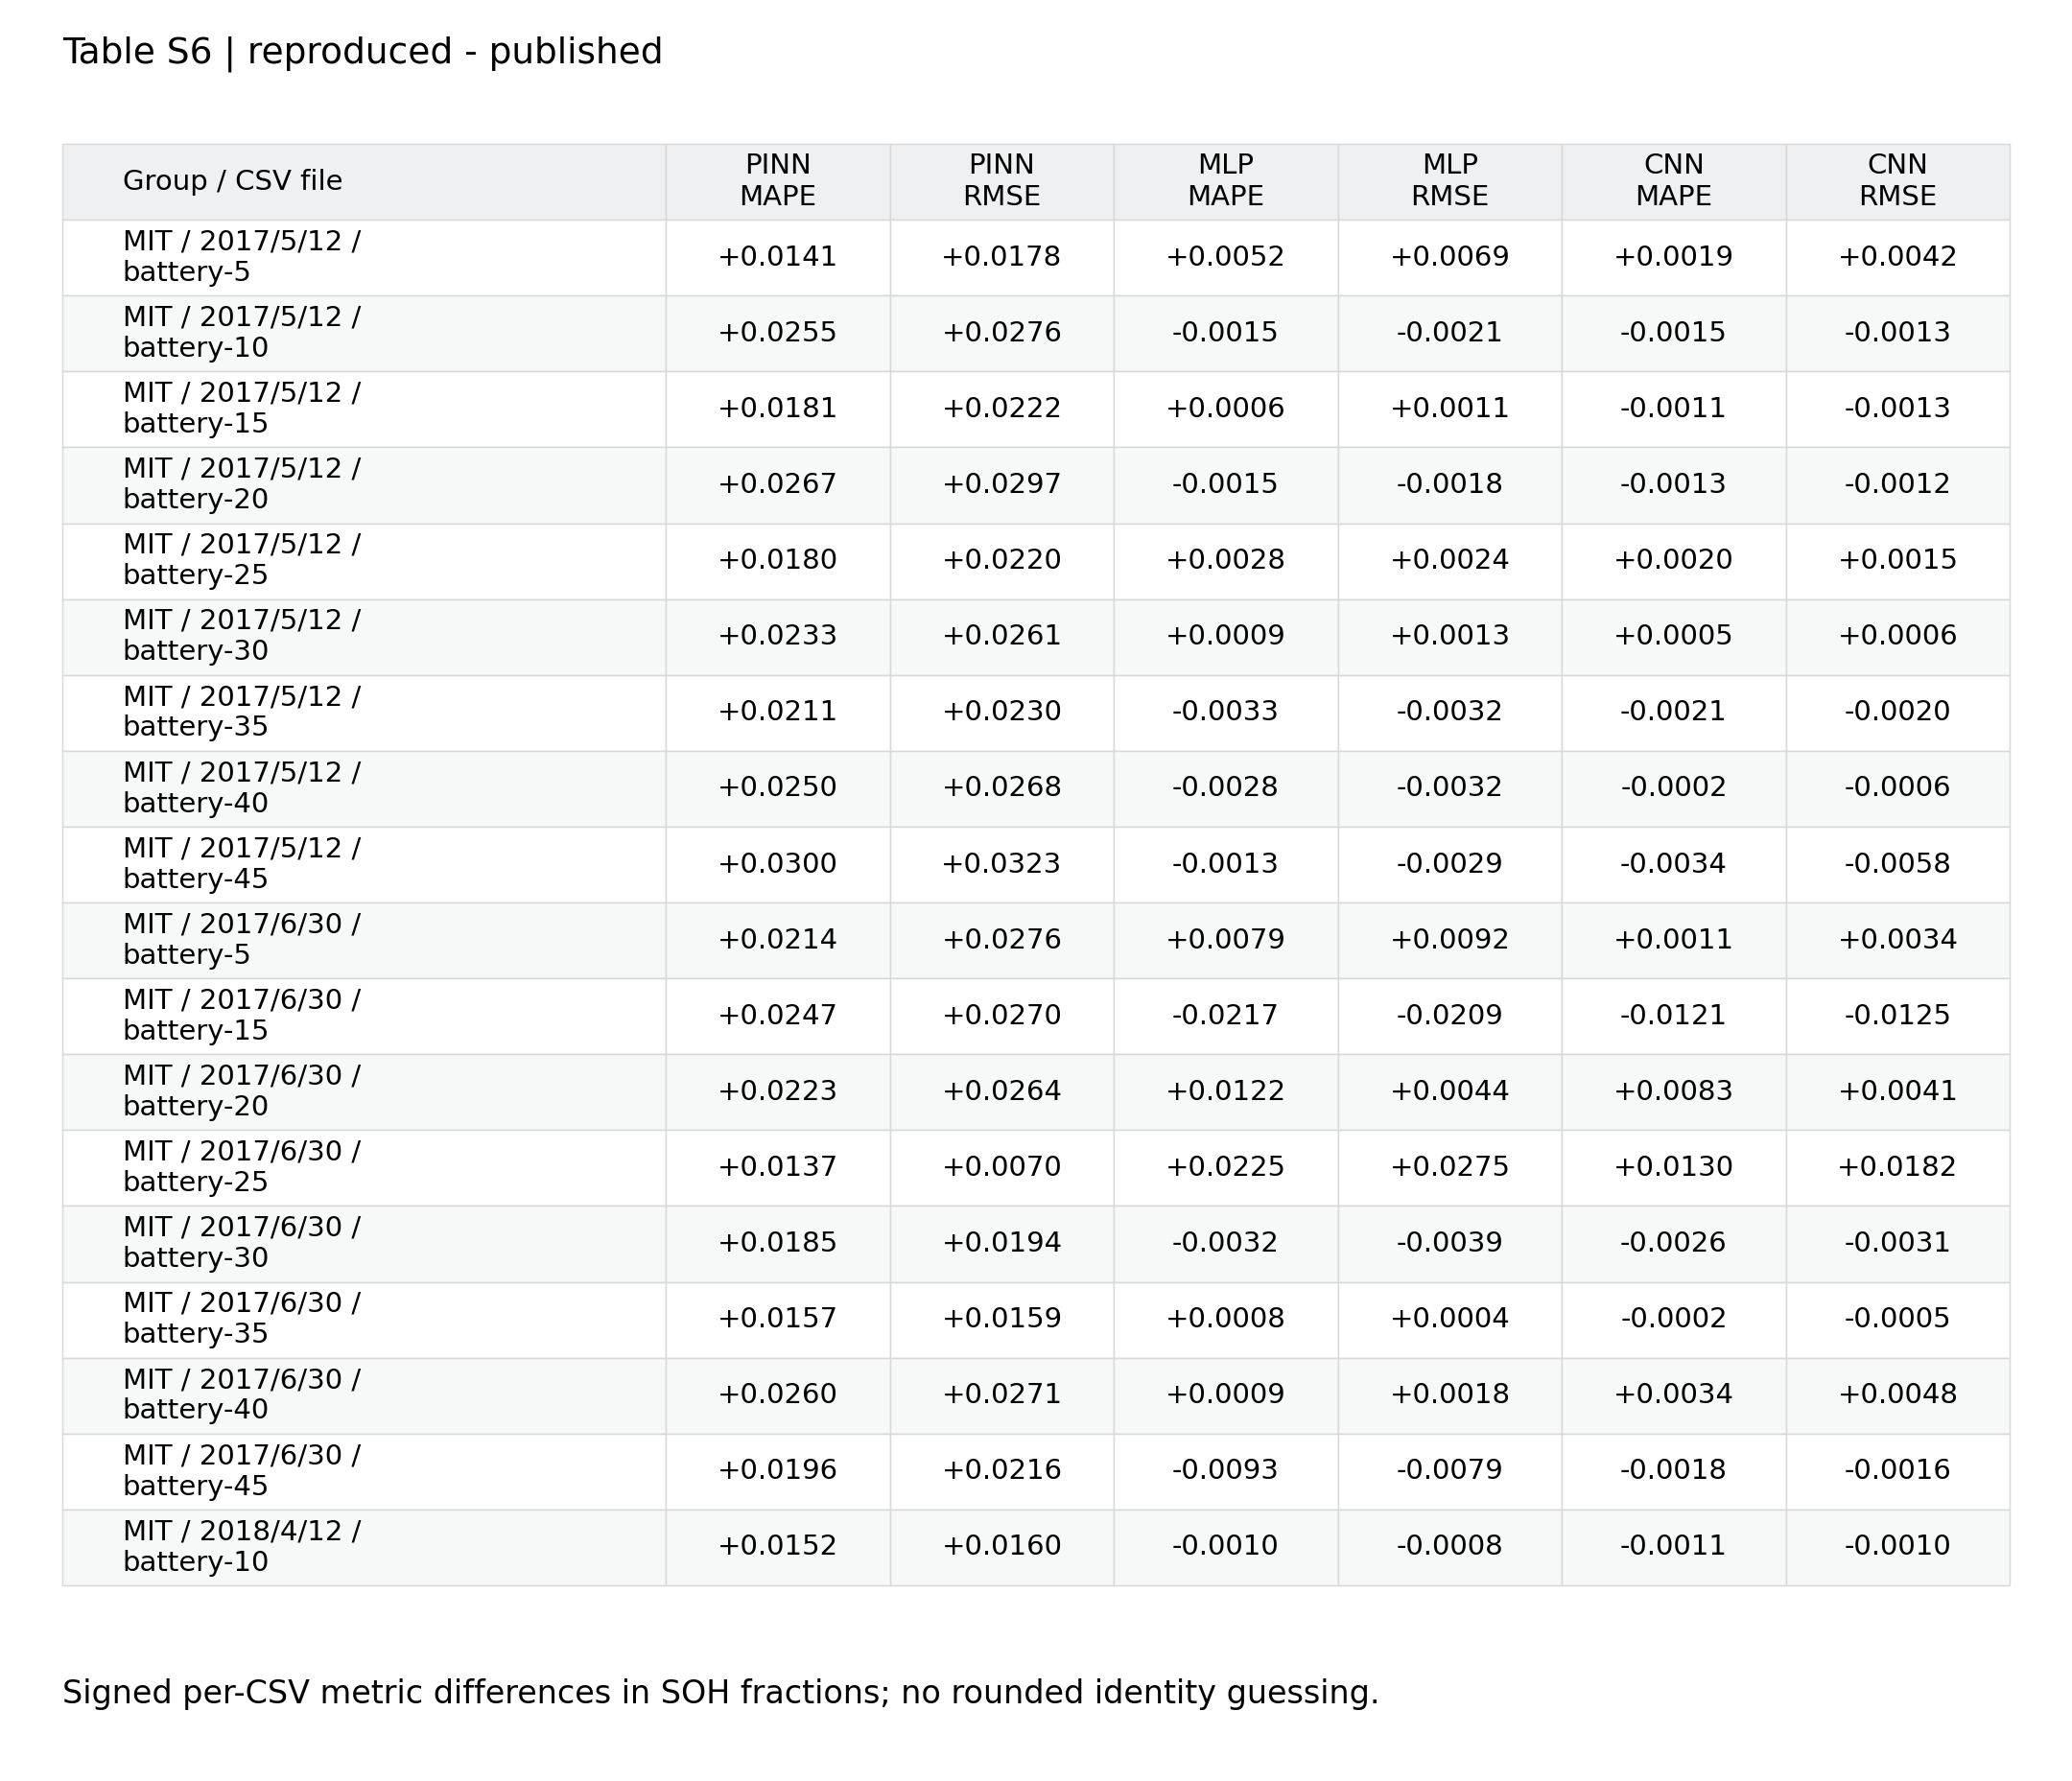 Table S6 | reproduced - published
Group / CSV file PINN MAPE PINN RMSE MLP MAPE MLP RMSE CNN MAPE CNN RMSE
MIT / 2017/5/12 / battery-5 +0.0141 +0.0178 +0.0052 +0.0069 +0.0019 +0.0042
MIT / 2017/5/12 / battery-10 +0.0255 +0.0276 -0.0015 -0.0021 -0.0015 -0.0013
MIT / 2017/5/12 / battery-15 +0.0181 +0.0222 +0.0006 +0.0011 -0.0011 -0.0013
MIT / 2017/5/12 / battery-20 +0.0267 +0.0297 -0.0015 -0.0018 -0.0013 -0.0012
MIT / 2017/5/12 / battery-25 +0.0180 +0.0220 +0.0028 +0.0024 +0.0020 +0.0015
MIT / 2017/5/12 / battery-30 +0.0233 +0.0261 +0.0009 +0.0013 +0.0005 +0.0006
MIT / 2017/5/12 / battery-35 +0.0211 +0.0230 -0.0033 -0.0032 -0.0021 -0.0020
MIT / 2017/5/12 / battery-40 +0.0250 +0.0268 -0.0028 -0.0032 -0.0002 -0.0006
MIT / 2017/5/12 / battery-45 +0.0300 +0.0323 -0.0013 -0.0029 -0.0034 -0.0058
MIT / 2017/6/30 / battery-5 +0.0214 +0.0276 +0.0079 +0.0092 +0.0011 +0.0034
MIT / 2017/6/30 / battery-15 +0.0247 +0.0270 -0.0217 -0.0209 -0.0121 -0.0125
MIT / 2017/6/30 / battery-20 +0.0223 +0.0264 +0.0122 +0.0044 +0.0083 +0.0041
MIT / 2017/6/30 / battery-25 +0.0137 +0.0070 +0.0225 +0.0275 +0.0130 +0.0182
MIT / 2017/6/30 / battery-30 +0.0185 +0.0194 -0.0032 -0.0039 -0.0026 -0.0031
MIT / 2017/6/30 / battery-35 +0.0157 +0.0159 +0.0008 +0.0004 -0.0002 -0.0005
MIT / 2017/6/30 / battery-40 +0.0260 +0.0271 +0.0009 +0.0018 +0.0034 +0.0048
MIT / 2017/6/30 / battery-45 +0.0196 +0.0216 -0.0093 -0.0079 -0.0018 -0.0016
MIT / 2018/4/12 / battery-10 +0.0152 +0.0160 -0.0010 -0.0008 -0.0011 -0.0010
Signed per-CSV metric differences in SOH fractions; no rounded identity guessing.